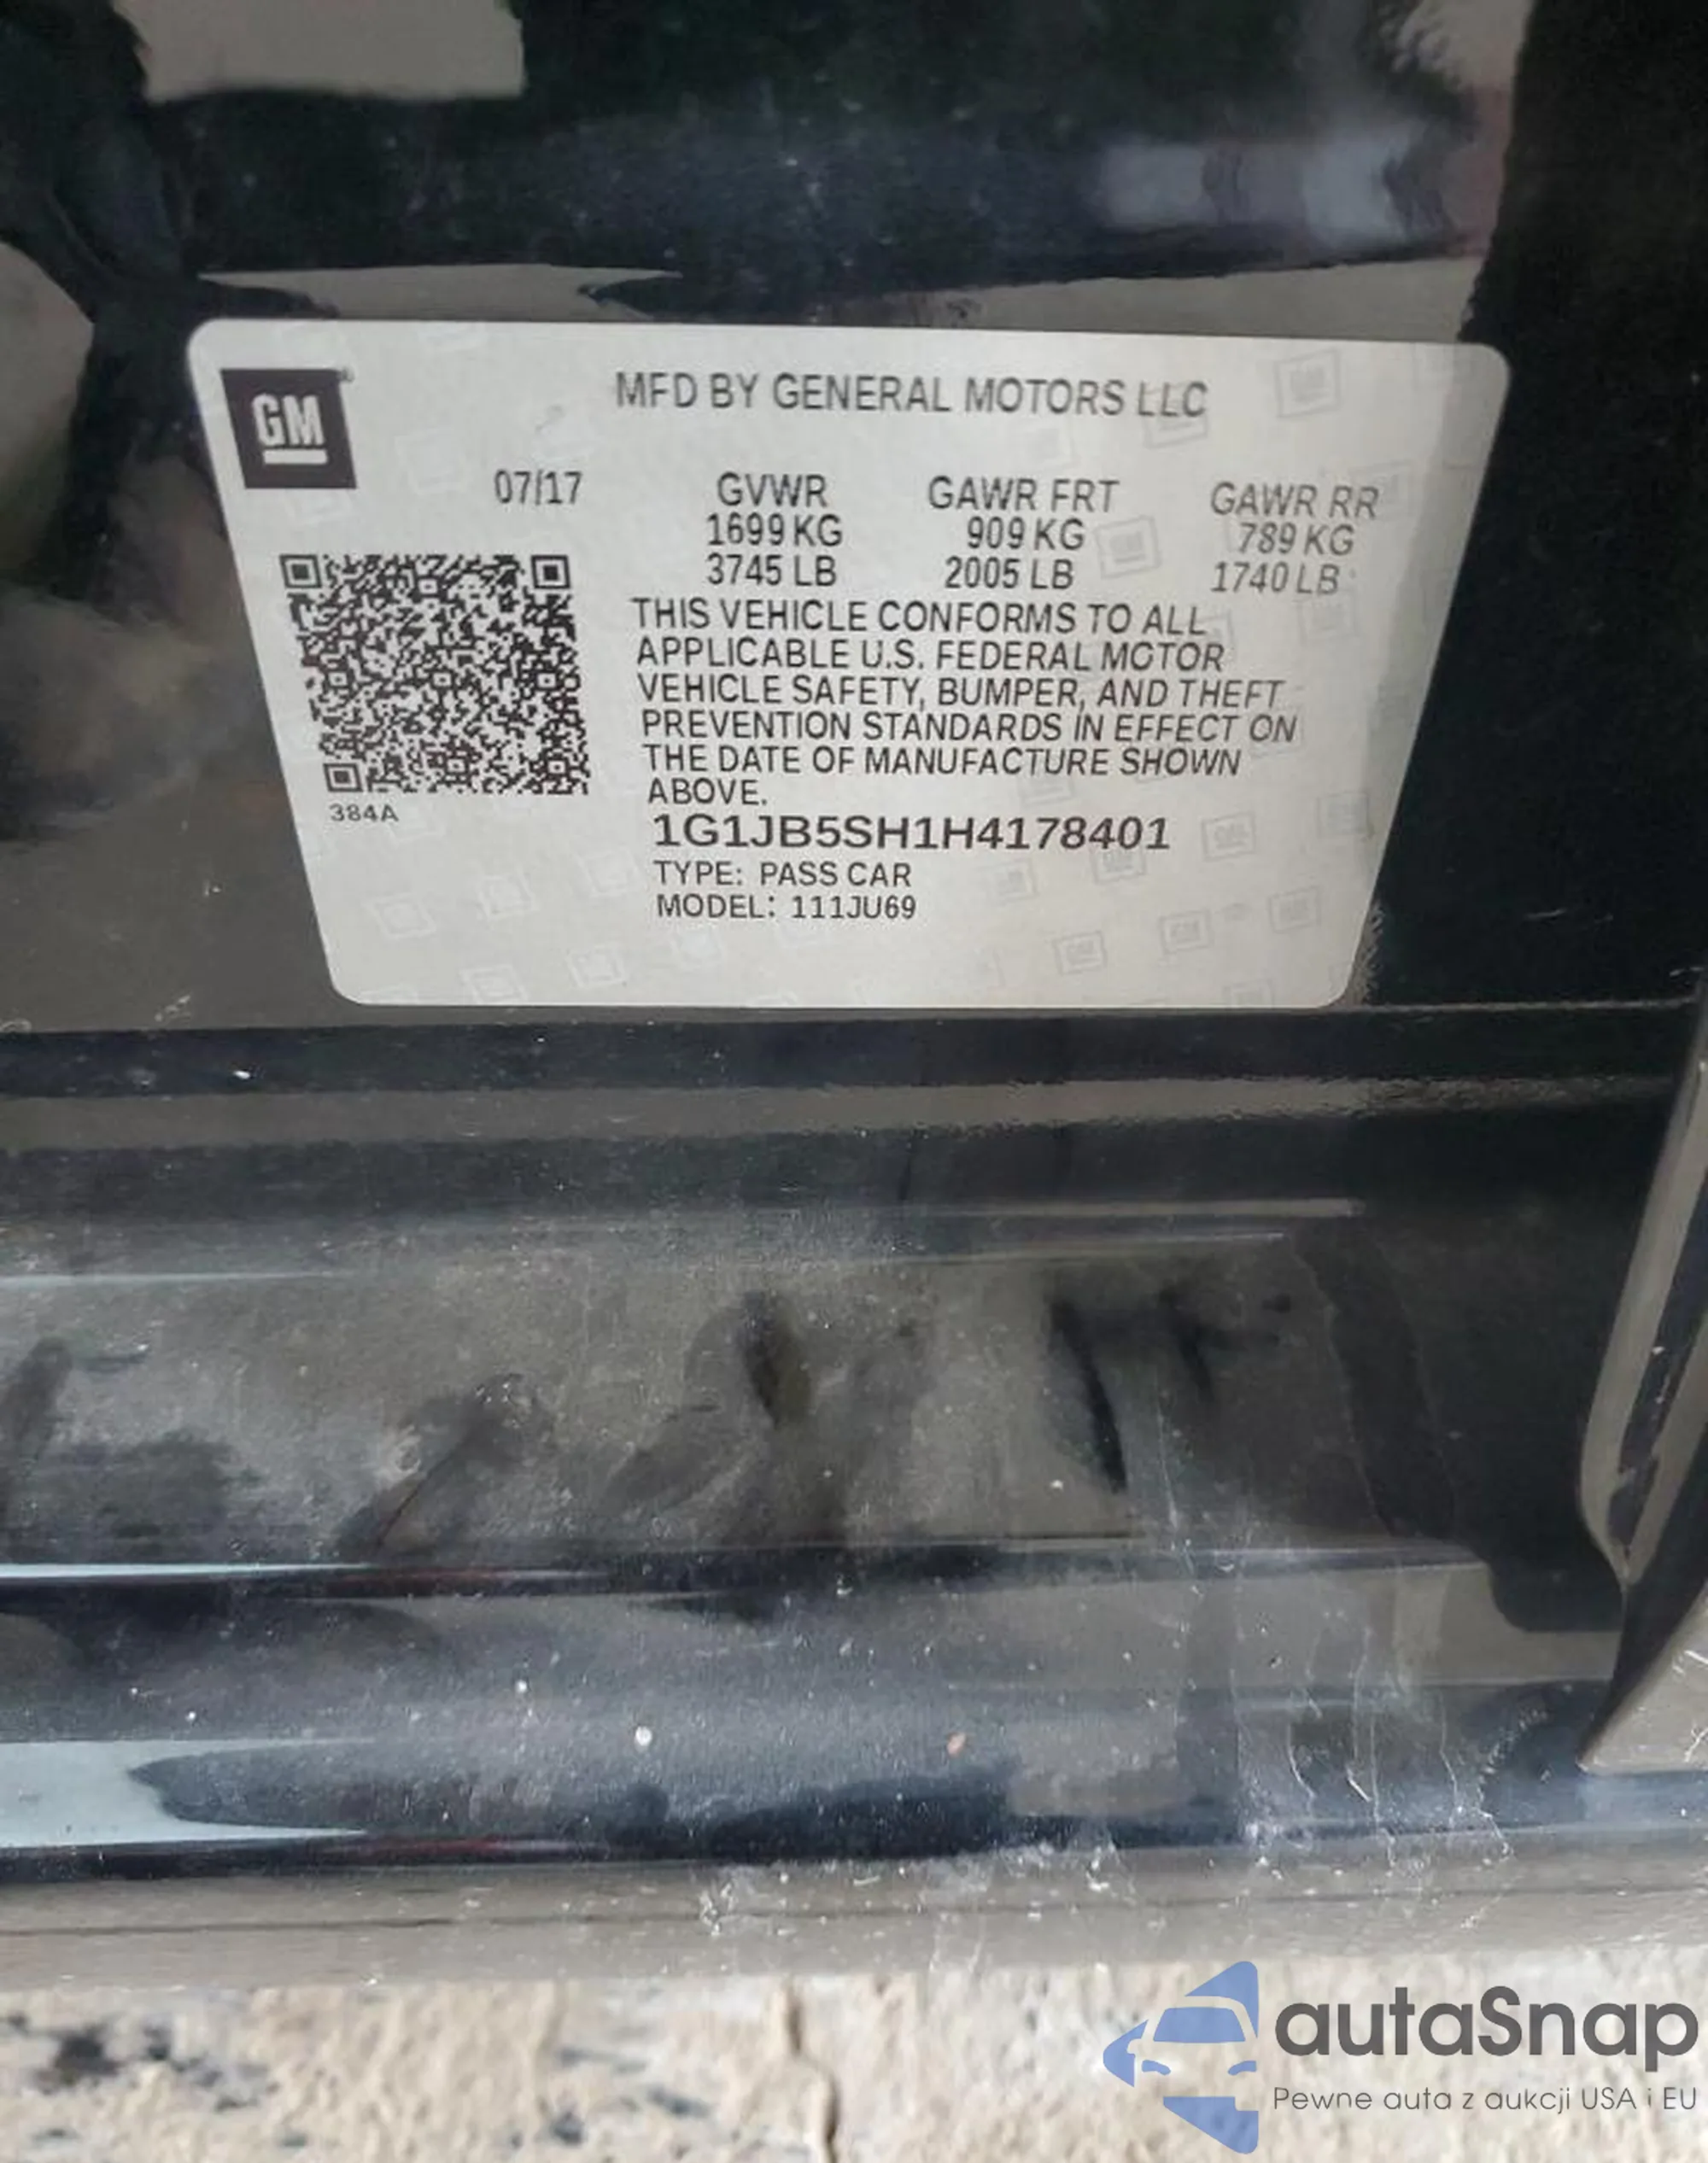 GM
MFD BY GENERAL MOTORS LLC
07/17 GVWR GAWR FRT GAWR RR
1699 KG 909 KG 789 KG
3745 LB 2005 LB 1740 LB
THIS VEHICLE CONFORMS TO ALL
APPLICABLE U.S. FEDERAL MOTOR
VEHICLE SAFETY, BUMPER, AND THEFT
PREVENTION STANDARDS IN EFFECT ON
THE DATE OF MANUFACTURE SHOWN
ABOVE.
384A
1G1JB5SH1H4178401
TYPE: PASS CAR
MODEL: 111JU69
autaSnap
Pewne auta z aukcji USA i EU